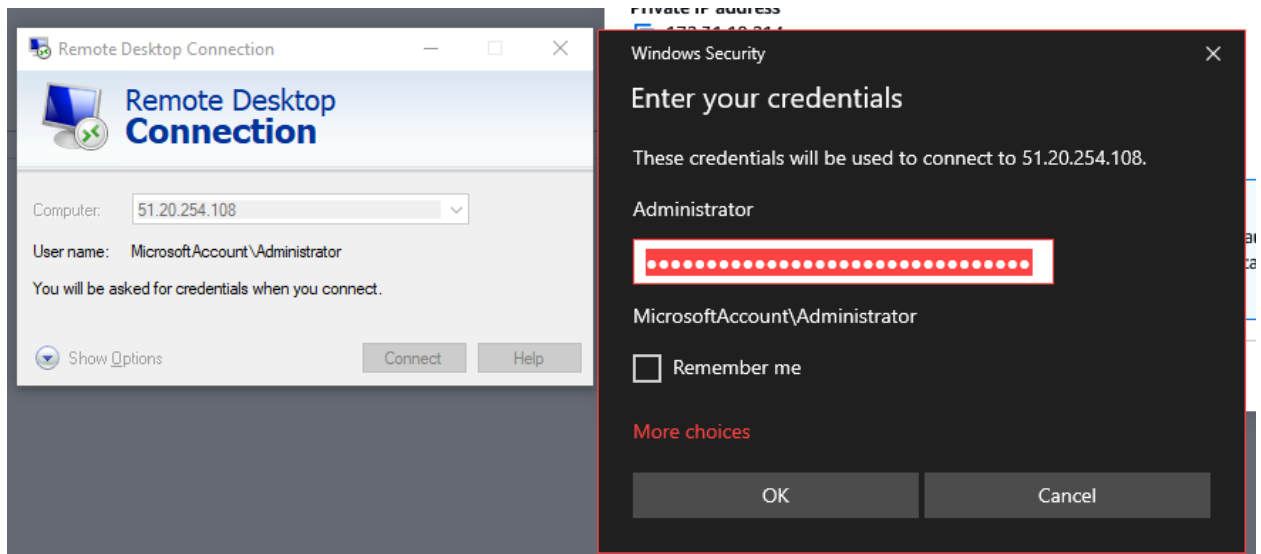 Private IP address
Remote Desktop Connection
Remote Desktop
Connection
Computer:
51.20.254.108
User name:
MicrosoftAccount\Administrator
You will be asked for credentials when you connect.
Show Options
Connect
Help
Windows Security
Enter your credentials
These credentials will be used to connect to 51.20.254.108.
Administrator
MicrosoftAccount\Administrator
Remember me
More choices
OK
Cancel